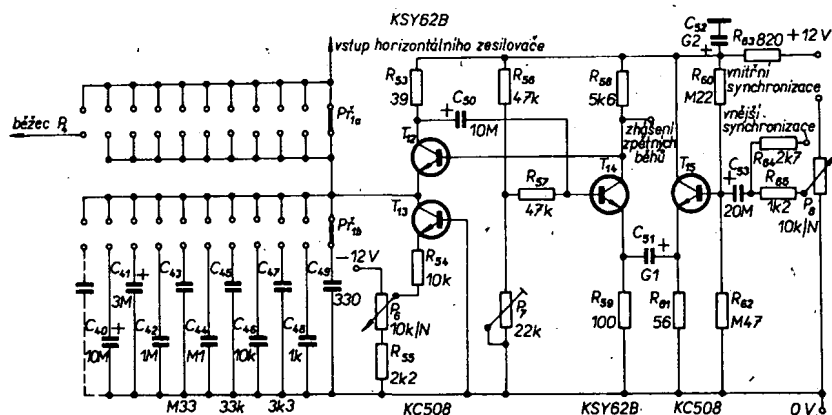 KSY62B
vstup horizontálního zesilovače
C52
G2 +
R63 820
+12V
R53
39
R56
47k
R58
5k6
R60
M22
vnitřní
synchronizace
vnější
synchronizace
Př1a
běžec P4
+ C50
10M
zhášení
zpětných
běhů
R64
2k7
T12
T14
T15
C53
+
20M
R65
1k2
P8
10k/N
R57
47k
T13
Př1b
-12V
R54
10k
C51
+
G1
C41 +
3M
C43
C45
C47
C49
330
P6
10k/N
P7
22k
R59
100
R61
56
R62
M47
C40 +
10M
C42
1M
C44
M1
C46
10k
C48
1k
R55
2k2
M33
33k
3k3
KC508
KSY62B
KC508
0V